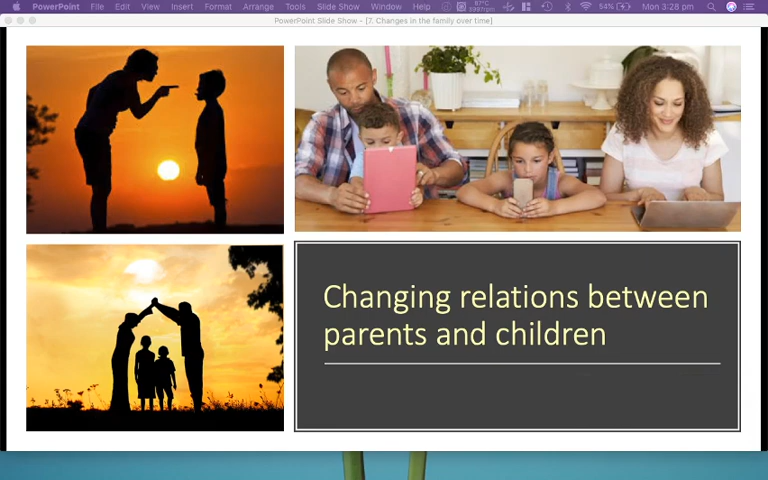 PowerPoint File Edit View Insert Format Arrange Tools Slide Show Window Help 54% Mon 3:28 pm
PowerPoint Slide Show - [7. Changes in the family over time]
Changing relations between
parents and children